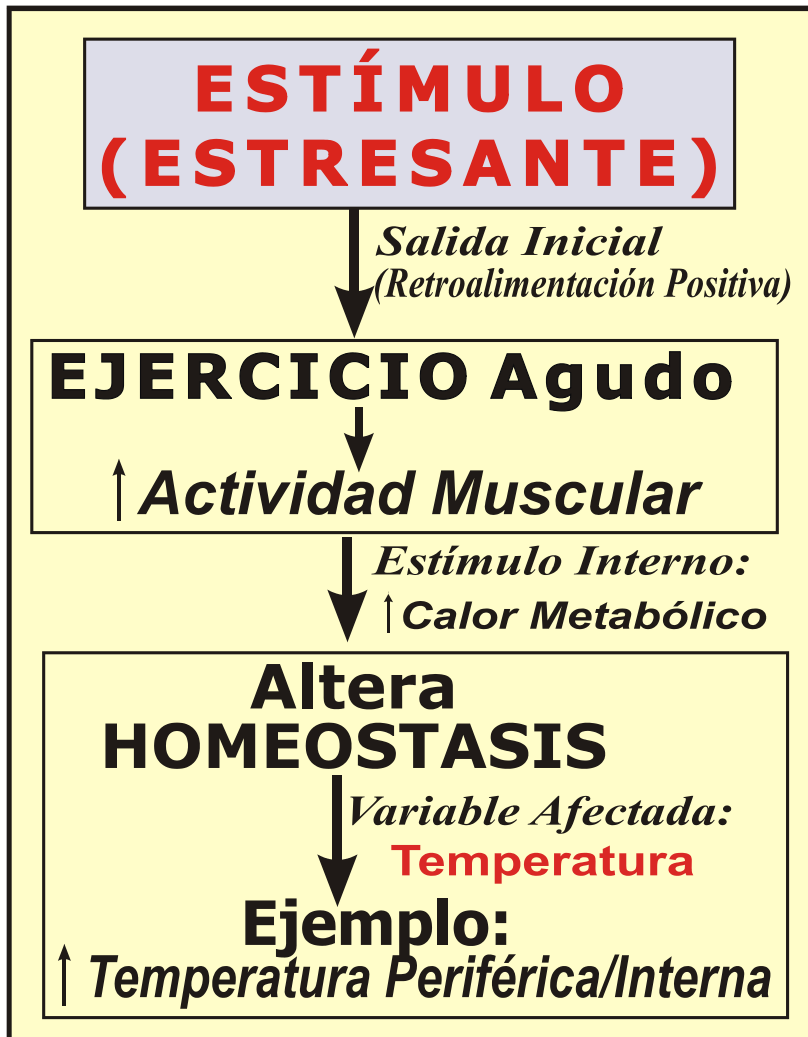 ESTÍMULO
(ESTRESANTE)
Salida Inicial
(Retroalimentación Positiva)
EJERCICIO Agudo
Actividad Muscular
Estímulo Interno:
Calor Metabólico
Altera
HOMEOSTASIS
Variable Afectada:
Temperatura
Ejemplo:
Temperatura Periférica/Interna